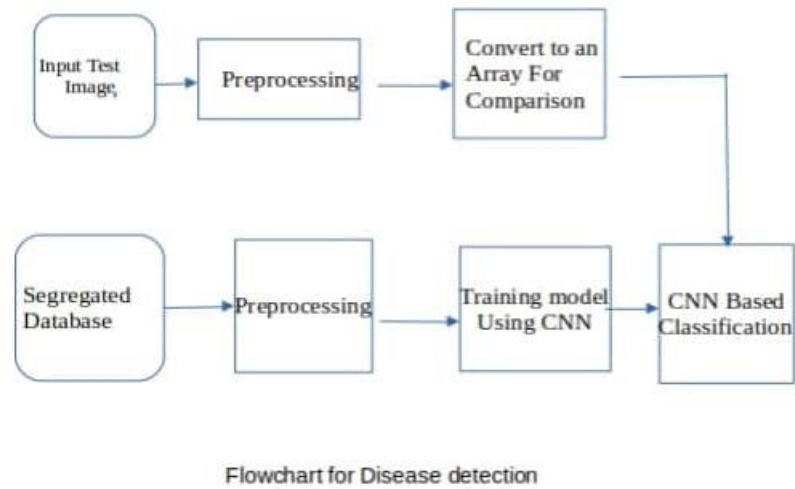 Input Test
Image,
Preprocessing
Convert to an
Array For
Comparison
Segregated
Database
Preprocessing
Training model
Using CNN
CNN Based
Classification
Flowchart for Disease detection